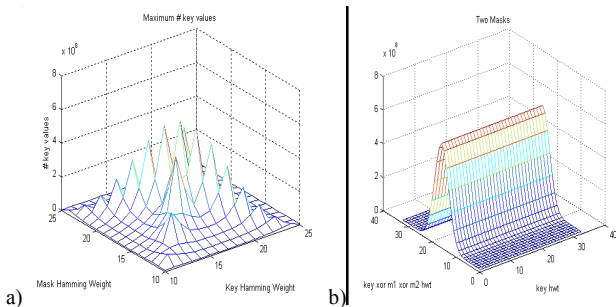 Maximum # key values
x 10^8
8
6
4
2
0
# key values
25
20
15
10
Mask Hamming Weight
10
15
20
25
Key Hamming Weight
a)
Two Masks
x 10^8
8
6
4
2
0
40
30
20
10
0
key xor m1 xor m2 hwt
0
10
20
30
40
key hwt
b)